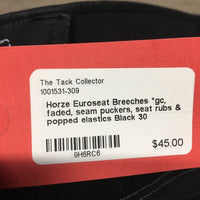 The Tack Collector
1001531-309
Horze Euroseat Breeches *gc,
faded, seam puckers, seat rubs &
popped elastics Black 30
9H6RC6
$45.00